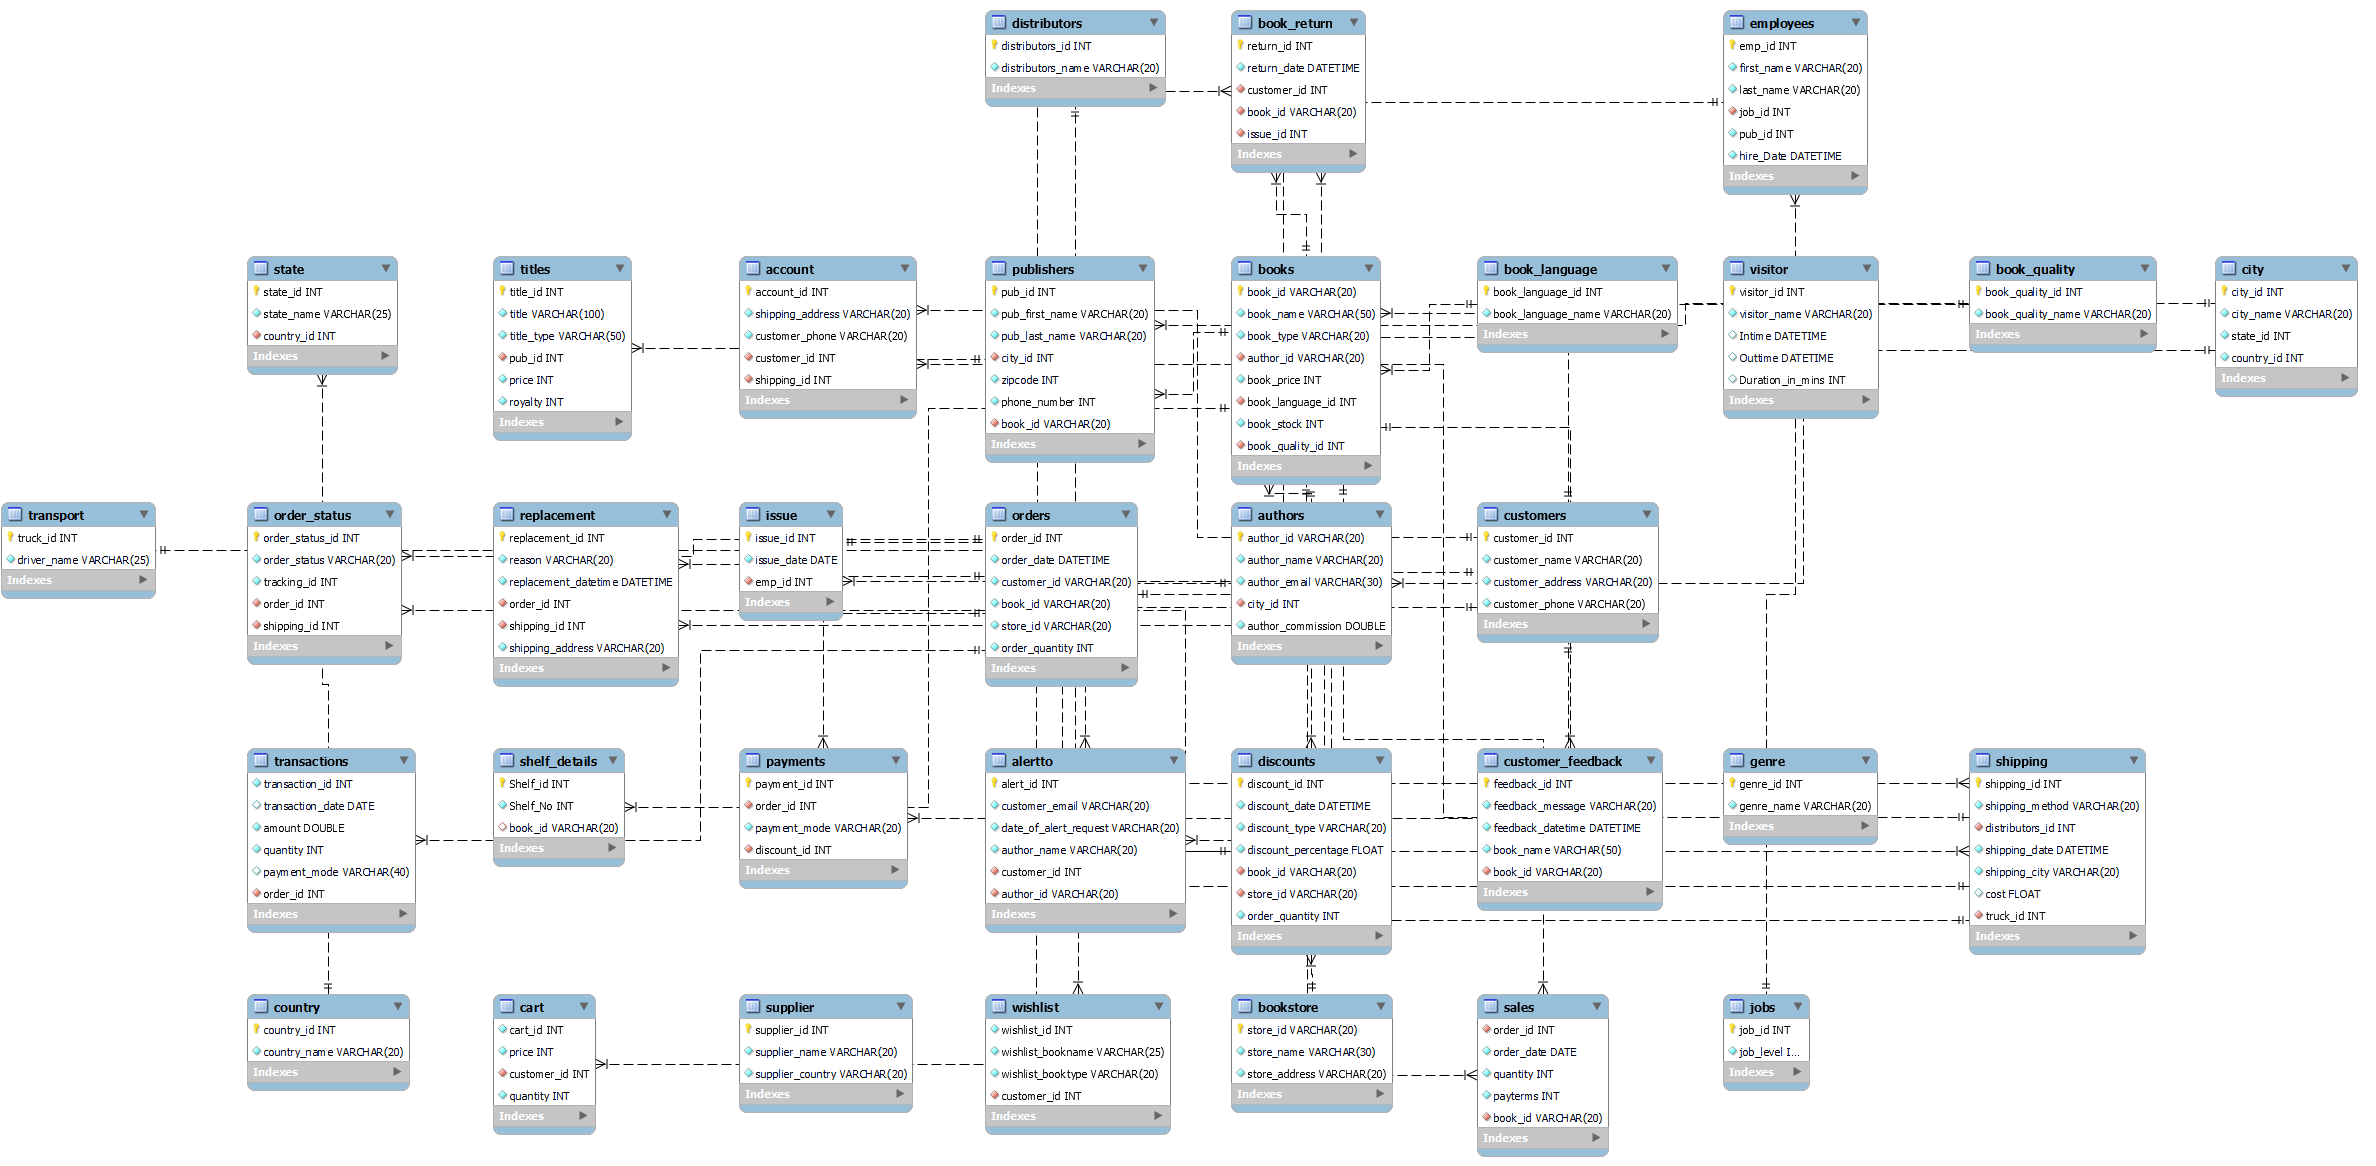 distributors
distributors_id INT
distributors_name VARCHAR(20)
Indexes
book_return
return_id INT
return_date DATETIME
customer_id INT
book_id VARCHAR(20)
issue_id INT
Indexes
employees
emp_id INT
first_name VARCHAR(20)
last_name VARCHAR(20)
job_id INT
pub_id INT
hire_Date DATETIME
Indexes
state
state_id INT
state_name VARCHAR(25)
country_id INT
Indexes
titles
title_id INT
title VARCHAR(100)
title_type VARCHAR(50)
pub_id INT
price INT
royalty INT
Indexes
account
account_id INT
shipping_address VARCHAR(20)
customer_phone VARCHAR(20)
customer_id INT
shipping_id INT
Indexes
publishers
pub_id INT
pub_first_name VARCHAR(20)
pub_last_name VARCHAR(20)
city_id INT
zipcode INT
phone_number INT
book_id VARCHAR(20)
Indexes
books
book_id VARCHAR(20)
book_name VARCHAR(50)
book_type VARCHAR(20)
author_id VARCHAR(20)
book_price INT
book_language_id INT
book_stock INT
book_quality_id INT
Indexes
book_language
book_language_id INT
book_language_name VARCHAR(20)
Indexes
visitor
visitor_id INT
visitor_name VARCHAR(20)
Intime DATETIME
Outtime DATETIME
Duration_in_mins INT
Indexes
book_quality
book_quality_id INT
book_quality_name VARCHAR(20)
Indexes
city
city_id INT
city_name VARCHAR(20)
state_id INT
country_id INT
Indexes
transport
truck_id INT
driver_name VARCHAR(25)
Indexes
order_status
order_status_id INT
order_status VARCHAR(20)
tracking_id INT
order_id INT
shipping_id INT
Indexes
replacement
replacement_id INT
reason VARCHAR(20)
replacement_datetime DATETIME
order_id INT
shipping_id INT
shipping_address VARCHAR(20)
Indexes
issue
issue_id INT
issue_date DATE
emp_id INT
Indexes
orders
order_id INT
order_date DATETIME
customer_id VARCHAR(20)
book_id VARCHAR(20)
store_id VARCHAR(20)
order_quantity INT
Indexes
authors
author_id VARCHAR(20)
author_name VARCHAR(20)
author_email VARCHAR(30)
city_id INT
author_commission DOUBLE
Indexes
customers
customer_id INT
customer_name VARCHAR(20)
customer_address VARCHAR(20)
customer_phone VARCHAR(20)
Indexes
transactions
transaction_id INT
transaction_date DATE
amount DOUBLE
quantity INT
payment_mode VARCHAR(40)
order_id INT
Indexes
shelf_details
Shelf_id INT
Shelf_No INT
book_id VARCHAR(20)
Indexes
payments
payment_id INT
order_id INT
payment_mode VARCHAR(20)
discount_id INT
Indexes
alertto
alert_id INT
customer_email VARCHAR(20)
date_of_alert_request VARCHAR(20)
author_name VARCHAR(20)
customer_id INT
author_id VARCHAR(20)
Indexes
discounts
discount_id INT
discount_date DATETIME
discount_type VARCHAR(20)
discount_percentage FLOAT
book_id VARCHAR(20)
store_id VARCHAR(20)
order_quantity INT
Indexes
customer_feedback
feedback_id INT
feedback_message VARCHAR(20)
feedback_datetime DATETIME
book_name VARCHAR(50)
book_id VARCHAR(20)
Indexes
genre
genre_id INT
genre_name VARCHAR(20)
Indexes
shipping
shipping_id INT
shipping_method VARCHAR(20)
distributors_id INT
shipping_date DATETIME
shipping_city VARCHAR(20)
cost FLOAT
truck_id INT
Indexes
country
country_id INT
country_name VARCHAR(20)
Indexes
cart
cart_id INT
price INT
customer_id INT
quantity INT
Indexes
supplier
supplier_id INT
supplier_name VARCHAR(20)
supplier_country VARCHAR(20)
Indexes
wishlist
wishlist_id INT
wishlist_bookname VARCHAR(25)
wishlist_booktype VARCHAR(20)
customer_id INT
Indexes
bookstore
store_id VARCHAR(20)
store_name VARCHAR(30)
store_address VARCHAR(20)
Indexes
sales
order_id INT
order_date DATE
quantity INT
payterms INT
book_id VARCHAR(20)
Indexes
jobs
job_id INT
job_level I...
Indexes